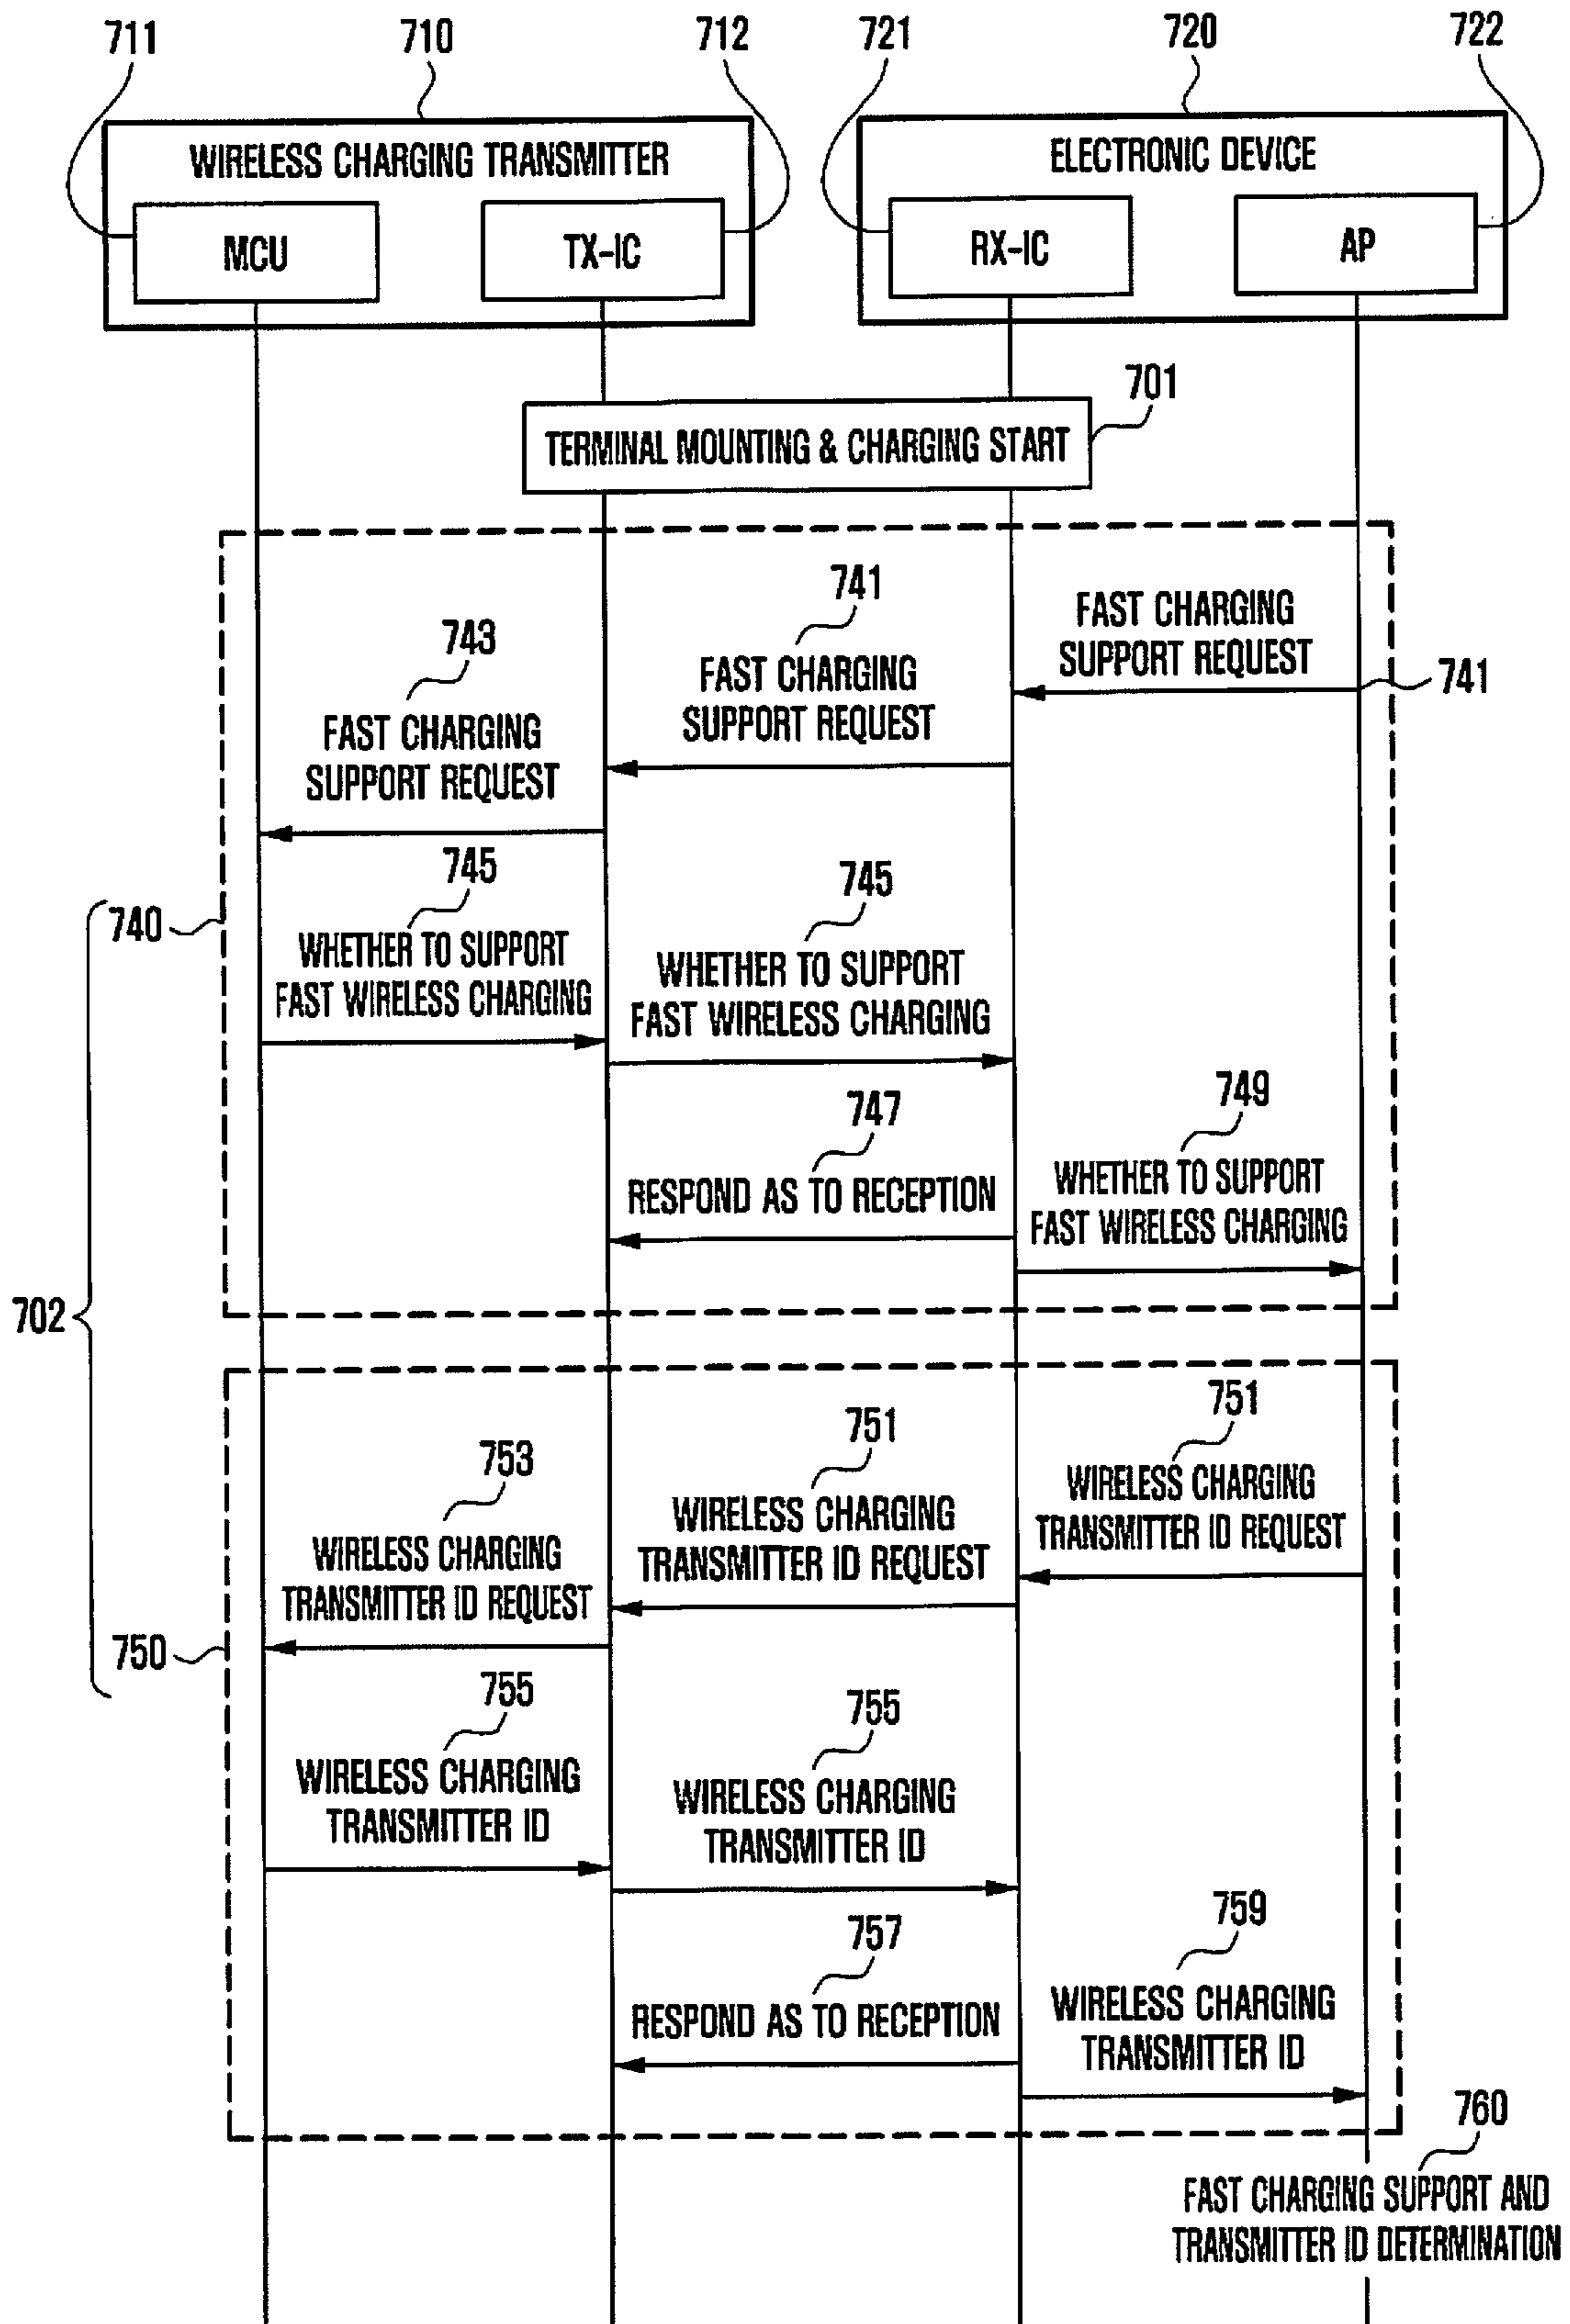 711
710
712
721
720
722
WIRELESS CHARGING TRANSMITTER
ELECTRONIC DEVICE
MCU
TX-IC
RX-IC
AP
701
TERMINAL MOUNTING & CHARGING START
741
FAST CHARGING
SUPPORT REQUEST
741
743
FAST CHARGING
SUPPORT REQUEST
FAST CHARGING
SUPPORT REQUEST
745
WHETHER TO SUPPORT
FAST WIRELESS CHARGING
745
WHETHER TO SUPPORT
FAST WIRELESS CHARGING
740
747
RESPOND AS TO RECEPTION
749
WHETHER TO SUPPORT
FAST WIRELESS CHARGING
702
751
WIRELESS CHARGING
TRANSMITTER ID REQUEST
751
WIRELESS CHARGING
TRANSMITTER ID REQUEST
753
WIRELESS CHARGING
TRANSMITTER ID REQUEST
750
755
WIRELESS CHARGING
TRANSMITTER ID
755
WIRELESS CHARGING
TRANSMITTER ID
757
RESPOND AS TO RECEPTION
759
WIRELESS CHARGING
TRANSMITTER ID
760
FAST CHARGING SUPPORT AND
TRANSMITTER ID DETERMINATION